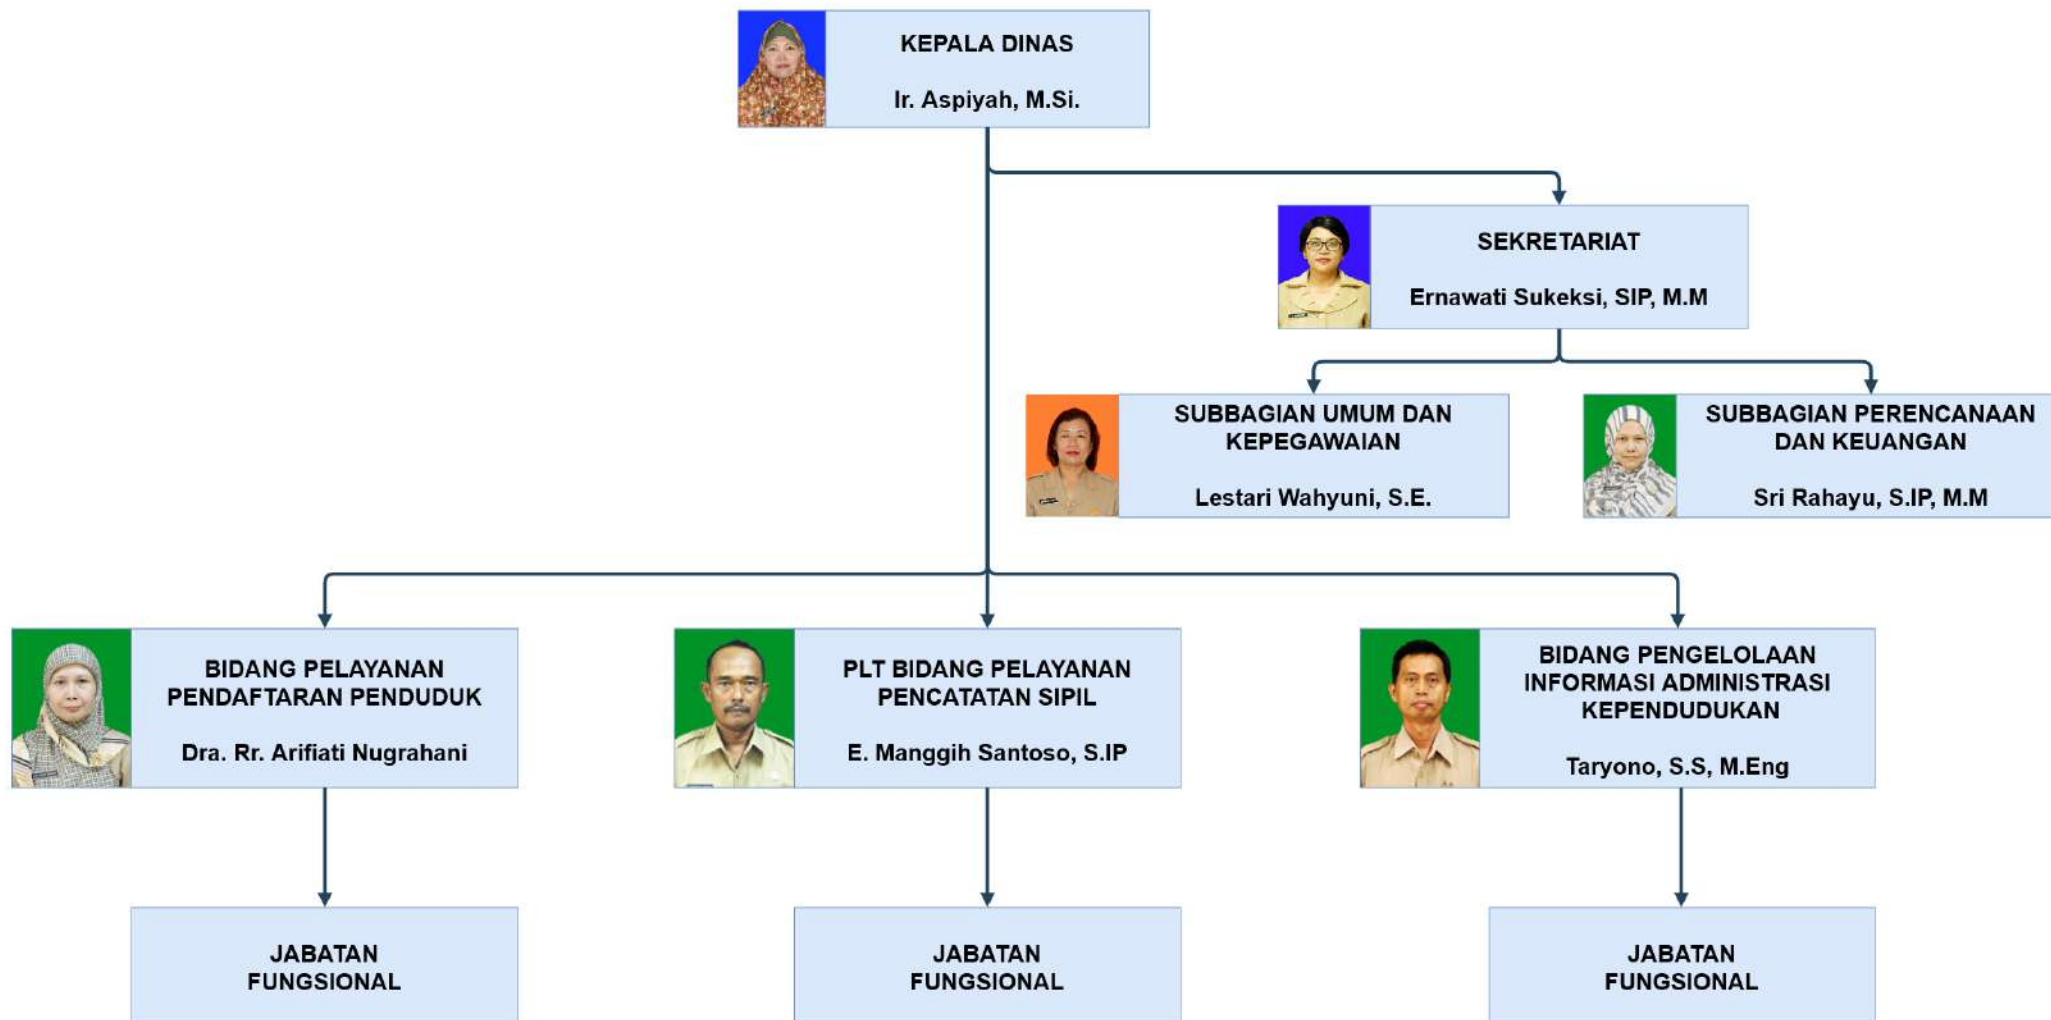 KEPALA DINAS
Ir. Aspiyah, M.Si.
SEKRETARIAT
Ernawati Sukeksi, SIP, M.M
SUBBAGIAN UMUM DAN
KEPEGAWAIAN
Lestari Wahyuni, S.E.
SUBBAGIAN PERENCANAAN
DAN KEUANGAN
Sri Rahayu, S.IP, M.M
BIDANG PELAYANAN
PENDAFTARAN PENDUDUK
Dra. Rr. Arifiati Nugrahani
PLT BIDANG PELAYANAN
PENCATATAN SIPIL
E. Manggih Santoso, S.IP
BIDANG PENGELOLAAN
INFORMASI ADMINISTRASI
KEPENDUDUKAN
Taryono, S.S, M.Eng
JABATAN
FUNGSIONAL
JABATAN
FUNGSIONAL
JABATAN
FUNGSIONAL